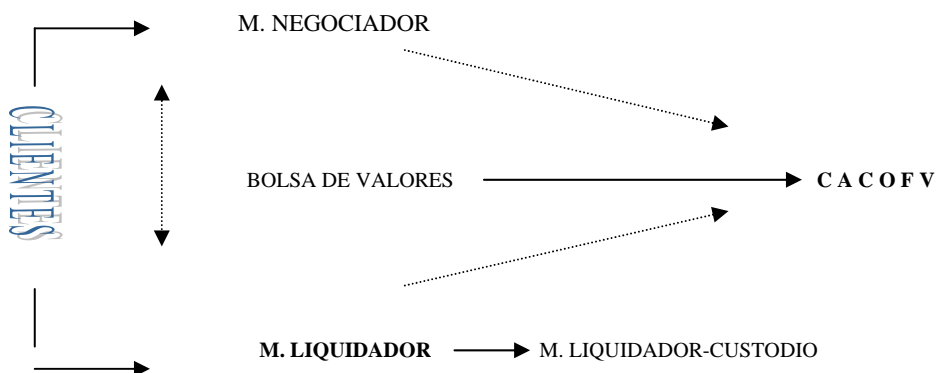 M. NEGOCIADOR
CLIENTES
BOLSA DE VALORES
C A C O F V
M. LIQUIDADOR
M. LIQUIDADOR-CUSTODIO